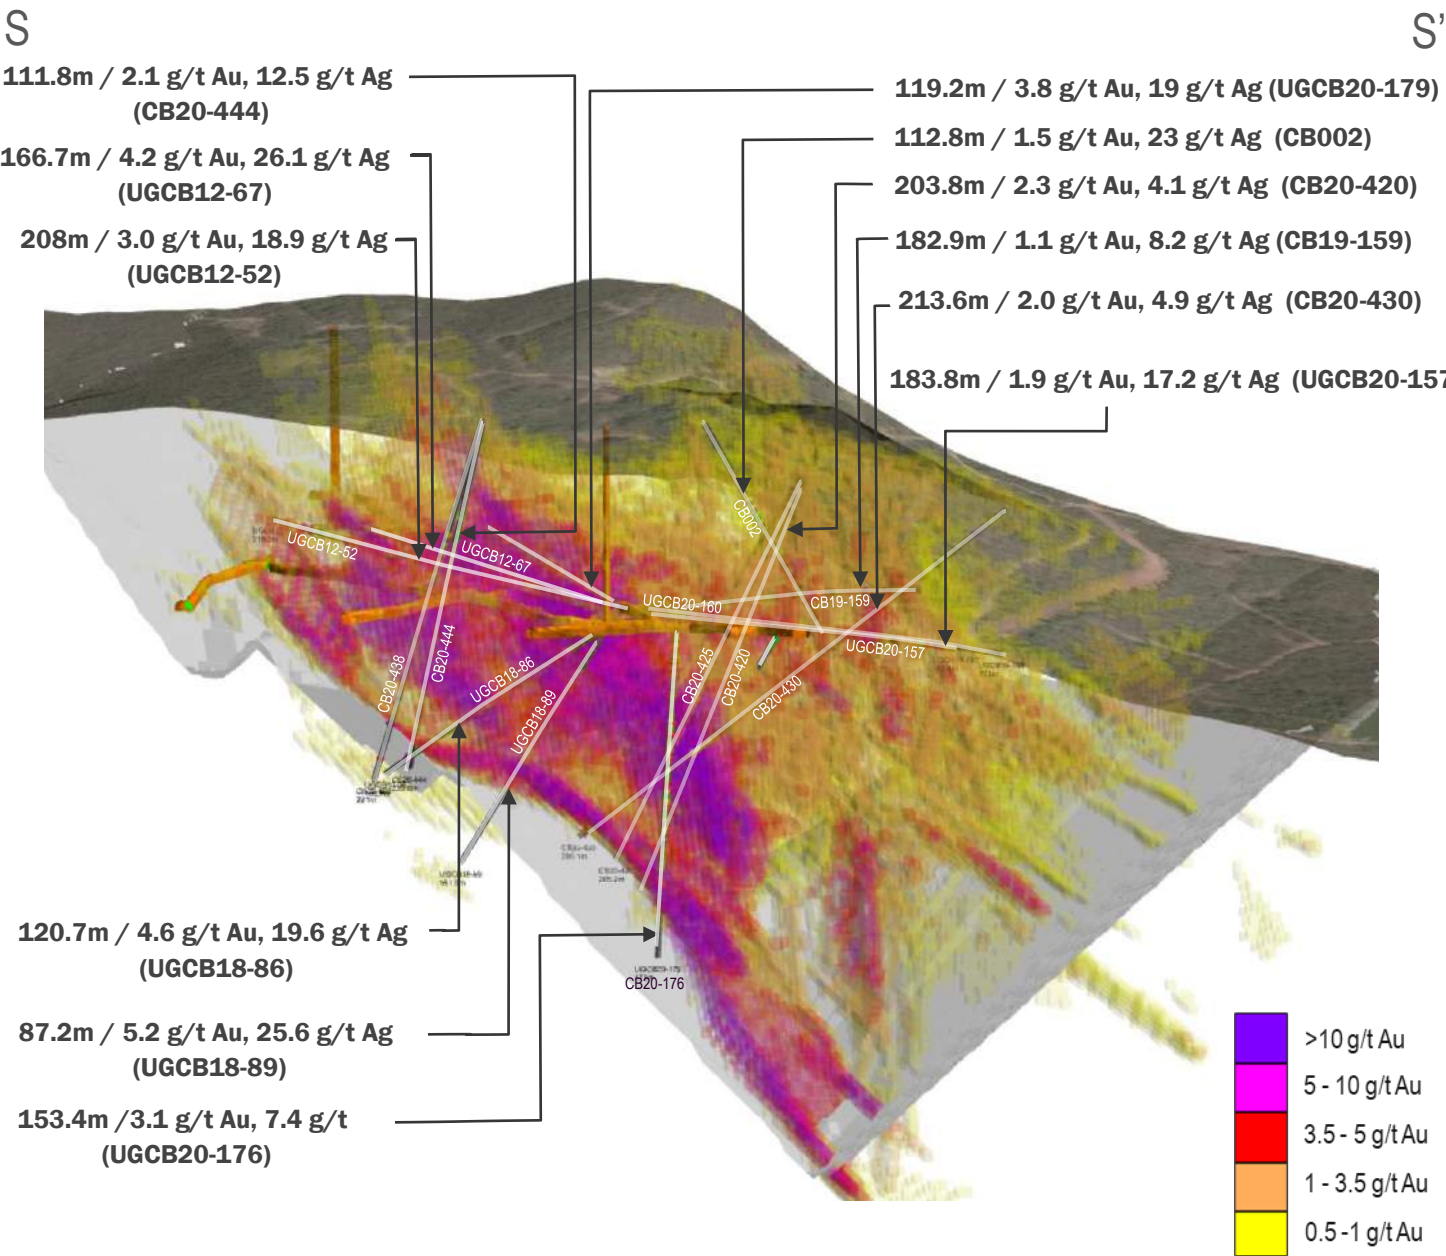 S
S’
111.8m / 2.1 g/t Au, 12.5 g/t Ag
(CB20-444)
166.7m / 4.2 g/t Au, 26.1 g/t Ag
(UGCB12-67)
208m / 3.0 g/t Au, 18.9 g/t Ag
(UGCB12-52)
119.2m / 3.8 g/t Au, 19 g/t Ag (UGCB20-179)
112.8m / 1.5 g/t Au, 23 g/t Ag (CB002)
203.8m / 2.3 g/t Au, 4.1 g/t Ag (CB20-420)
182.9m / 1.1 g/t Au, 8.2 g/t Ag (CB19-159)
213.6m / 2.0 g/t Au, 4.9 g/t Ag (CB20-430)
183.8m / 1.9 g/t Au, 17.2 g/t Ag (UGCB20-157
CB002
UGCB12-52
UGCB12-67
UGCB20-160
CB19-159
UGCB20-157
CB20-438
CB20-444
UGCB18-86
UGCB18-89
CB20-425
CB20-420
CB20-430
CB20-176
120.7m / 4.6 g/t Au, 19.6 g/t Ag
(UGCB18-86)
87.2m / 5.2 g/t Au, 25.6 g/t Ag
(UGCB18-89)
153.4m /3.1 g/t Au, 7.4 g/t
(UGCB20-176)
>10 g/t Au
5 - 10 g/t Au
3.5 - 5 g/t Au
1 - 3.5 g/t Au
0.5 -1 g/t Au